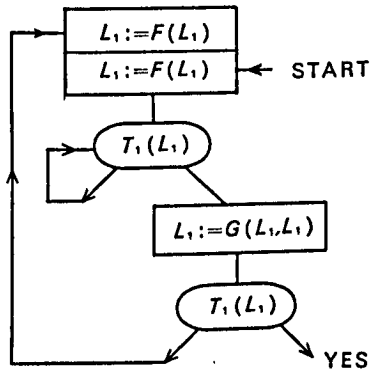 L₁:=F(L₁)
L₁:=F(L₁)
START
T₁(L₁)
L₁:=G(L₁,L₁)
T₁(L₁)
YES